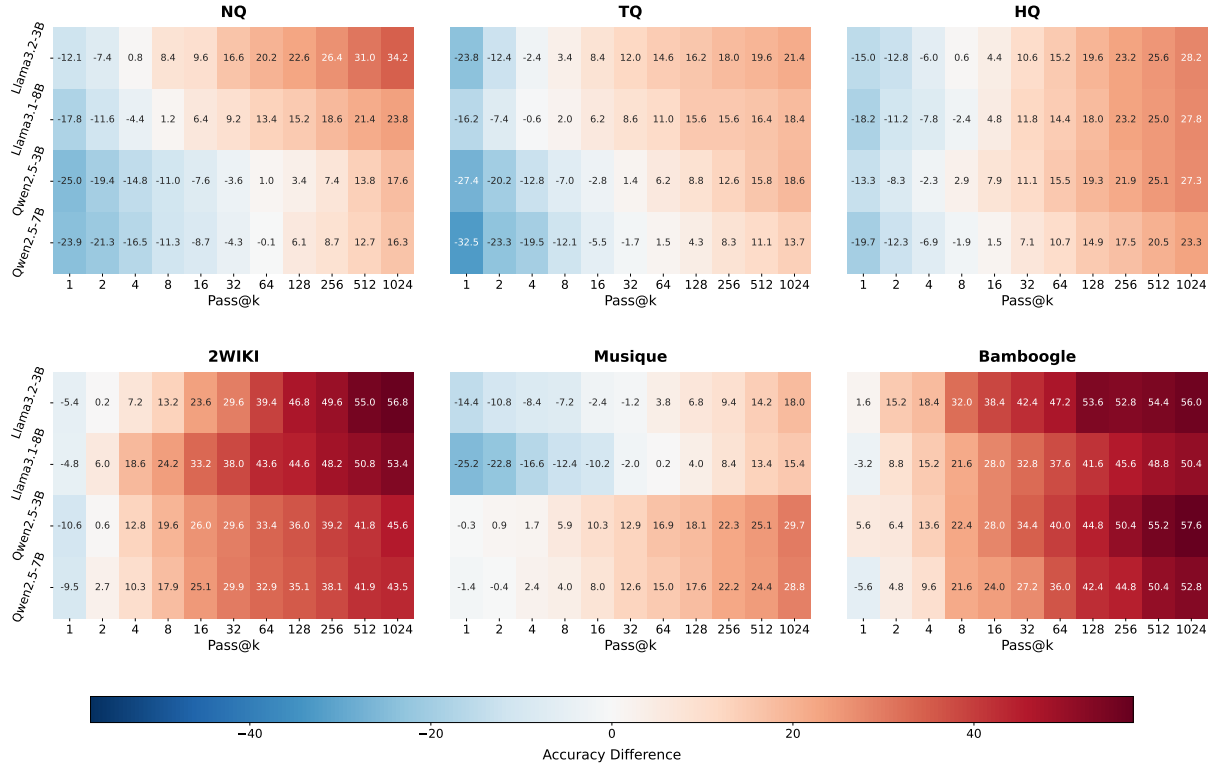 NQ TQ HQ
Llama3.2-3B -12.1 -7.4 0.8 8.4 9.6 16.6 20.2 22.6 26.4 31.0 34.2 -23.8 -12.4 -2.4 3.4 8.4 12.0 14.6 16.2 18.0 19.6 21.4 -15.0 -12.8 -6.0 0.6 4.4 10.6 15.2 19.6 23.2 25.6 28.2
Llama3.1-8B -17.8 -11.6 -4.4 1.2 6.4 9.2 13.4 15.2 18.6 21.4 23.8 -16.2 -7.4 -0.6 2.0 6.2 8.6 11.0 15.6 15.6 16.4 18.4 -18.2 -11.2 -7.8 -2.4 4.8 11.8 14.4 18.0 23.2 25.0 27.8
Qwen2.5-3B -25.0 -19.4 -14.8 -11.0 -7.6 -3.6 1.0 3.4 7.4 13.8 17.6 -27.4 -20.2 -12.8 -7.0 -2.8 1.4 6.2 8.8 12.6 15.8 18.6 -13.3 -8.3 -2.3 2.9 7.9 11.1 15.5 19.3 21.9 25.1 27.3
Qwen2.5-7B -23.9 -21.3 -16.5 -11.3 -8.7 -4.3 -0.1 6.1 8.7 12.7 16.3 -32.5 -23.3 -19.5 -12.1 -5.5 -1.7 1.5 4.3 8.3 11.1 13.7 -19.7 -12.3 -6.9 -1.9 1.5 7.1 10.7 14.9 17.5 20.5 23.3
1 2 4 8 16 32 64 128 256 512 1024 1 2 4 8 16 32 64 128 256 512 1024 1 2 4 8 16 32 64 128 256 512 1024
Pass@k Pass@k Pass@k
2WIKI Musique Bamboogle
Llama3.2-3B -5.4 0.2 7.2 13.2 23.6 29.6 39.4 46.8 49.6 55.0 56.8 -14.4 -10.8 -8.4 -7.2 -2.4 -1.2 3.8 6.8 9.4 14.2 18.0 1.6 15.2 18.4 32.0 38.4 42.4 47.2 53.6 52.8 54.4 56.0
Llama3.1-8B -4.8 6.0 18.6 24.2 33.2 38.0 43.6 44.6 48.2 50.8 53.4 -25.2 -22.8 -16.6 -12.4 -10.2 -2.0 0.2 4.0 8.4 13.4 15.4 -3.2 8.8 15.2 21.6 28.0 32.8 37.6 41.6 45.6 48.8 50.4
Qwen2.5-3B -10.6 0.6 12.8 19.6 26.0 29.6 33.4 36.0 39.2 41.8 45.6 -0.3 0.9 1.7 5.9 10.3 12.9 16.9 18.1 22.3 25.1 29.7 5.6 6.4 13.6 22.4 28.0 34.4 40.0 44.8 50.4 55.2 57.6
Qwen2.5-7B -9.5 2.7 10.3 17.9 25.1 29.9 32.9 35.1 38.1 41.9 43.5 -1.4 -0.4 2.4 4.0 8.0 12.6 15.0 17.6 22.2 24.4 28.8 -5.6 4.8 9.6 21.6 24.0 27.2 36.0 42.4 44.8 50.4 52.8
1 2 4 8 16 32 64 128 256 512 1024 1 2 4 8 16 32 64 128 256 512 1024 1 2 4 8 16 32 64 128 256 512 1024
Pass@k Pass@k Pass@k
−40 −20 0 20 40
Accuracy Difference